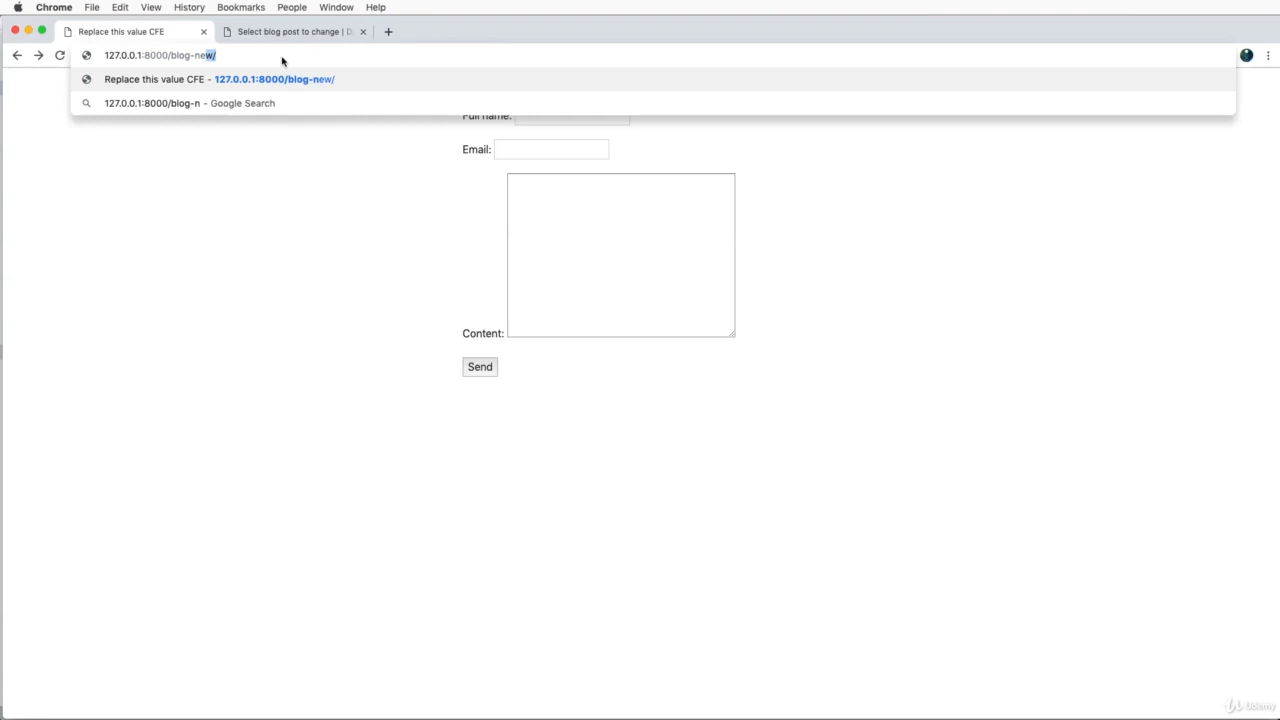 Chrome File Edit View History Bookmarks People Window Help
Replace this value CFE
Select blog post to change | D
127.0.0.1:8000/blog-new/
Replace this value CFE - 127.0.0.1:8000/blog-new/
127.0.0.1:8000/blog-n - Google Search
Full name:
Email:
Content:
Send
Udemy